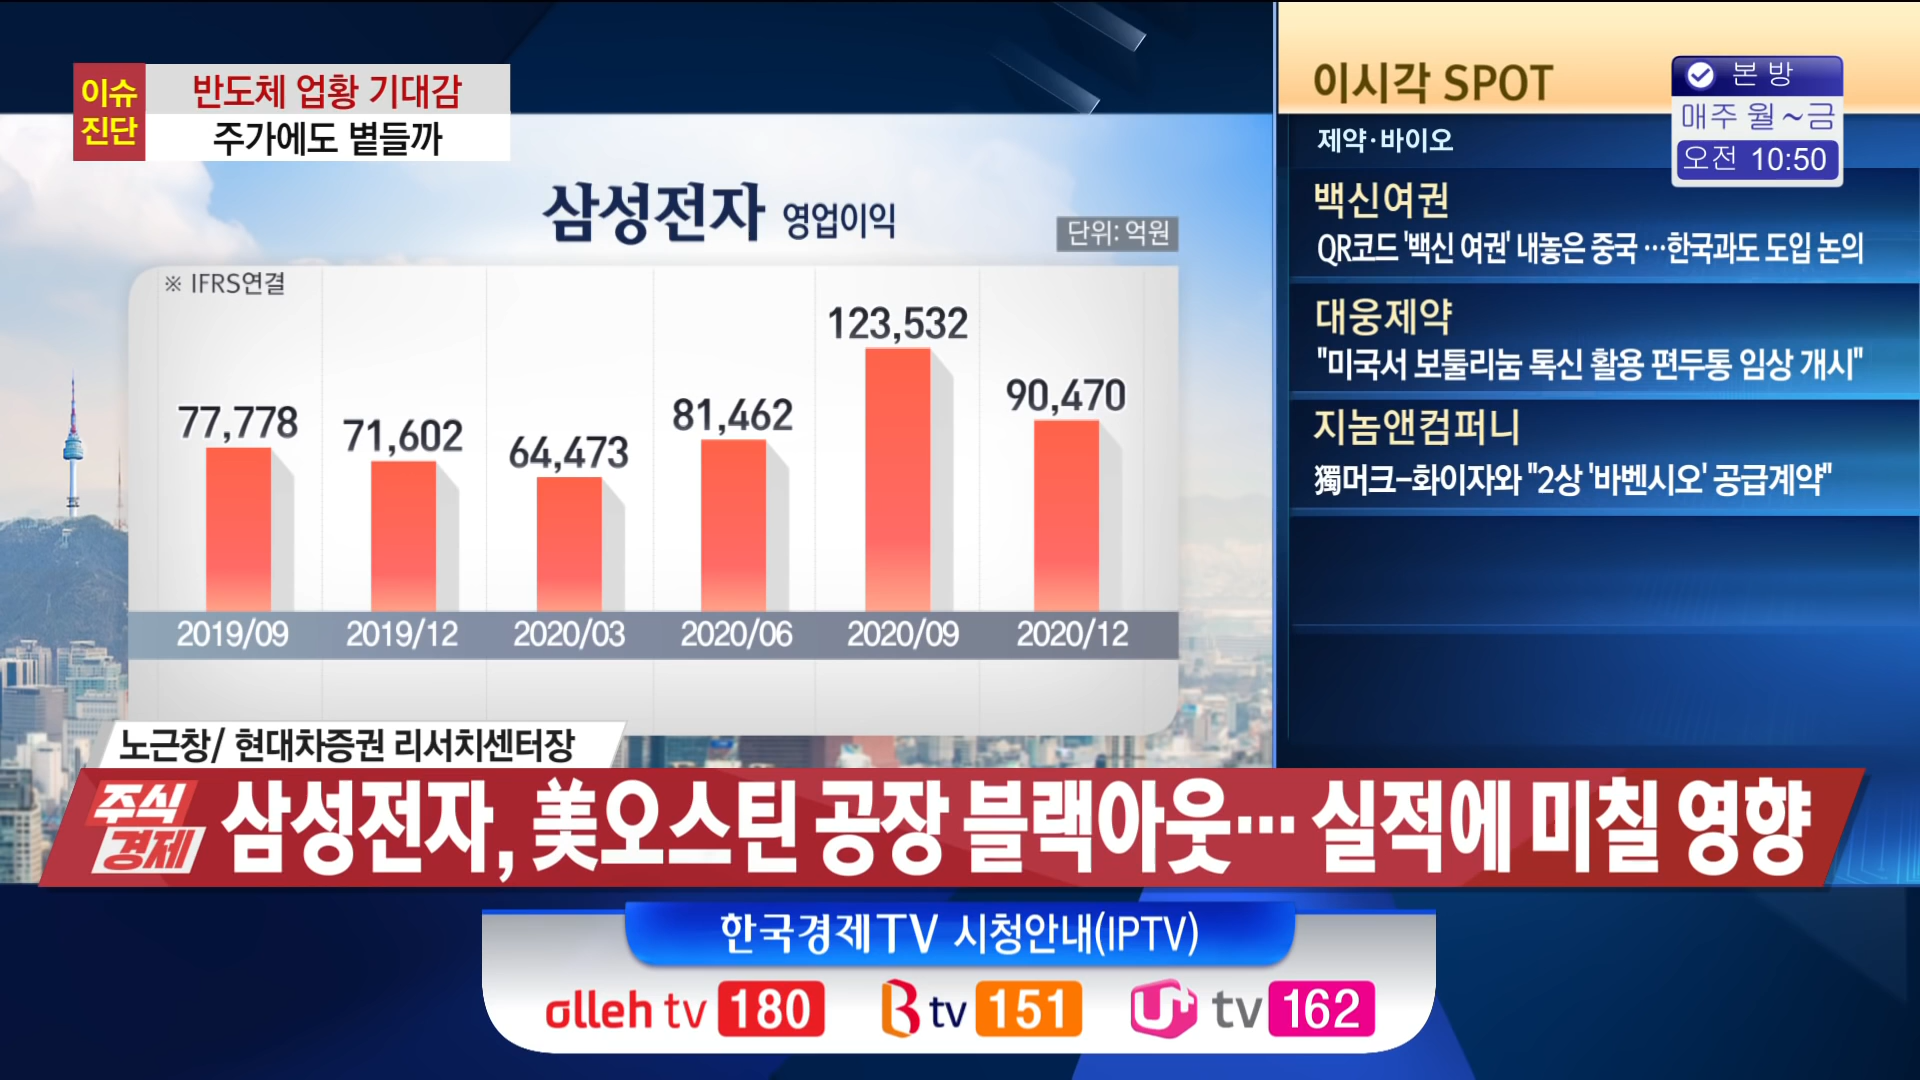 이슈
진단
반도체 업황 기대감
주가에도 볕들까
삼성전자 영업이익
단위: 억원
※ IFRS연결
77,778
71,602
64,473
81,462
123,532
90,470
2019/09
2019/12
2020/03
2020/06
2020/09
2020/12
이시각 SPOT
본 방
매주 월~금
오전 10:50
제약·바이오
백신여권
QR코드 '백신 여권' 내놓은 중국 …한국과도 도입 논의
대웅제약
"미국서 보툴리눔 톡신 활용 편두통 임상 개시"
지놈앤컴퍼니
獨머크-화이자와 "2상 '바벤시오' 공급계약"
노근창/ 현대차증권 리서치센터장
주식
경제
삼성전자, 美오스틴 공장 블랙아웃… 실적에 미칠 영향
한국경제TV 시청안내(IPTV)
olleh tv 180
B tv 151
U+ tv 162